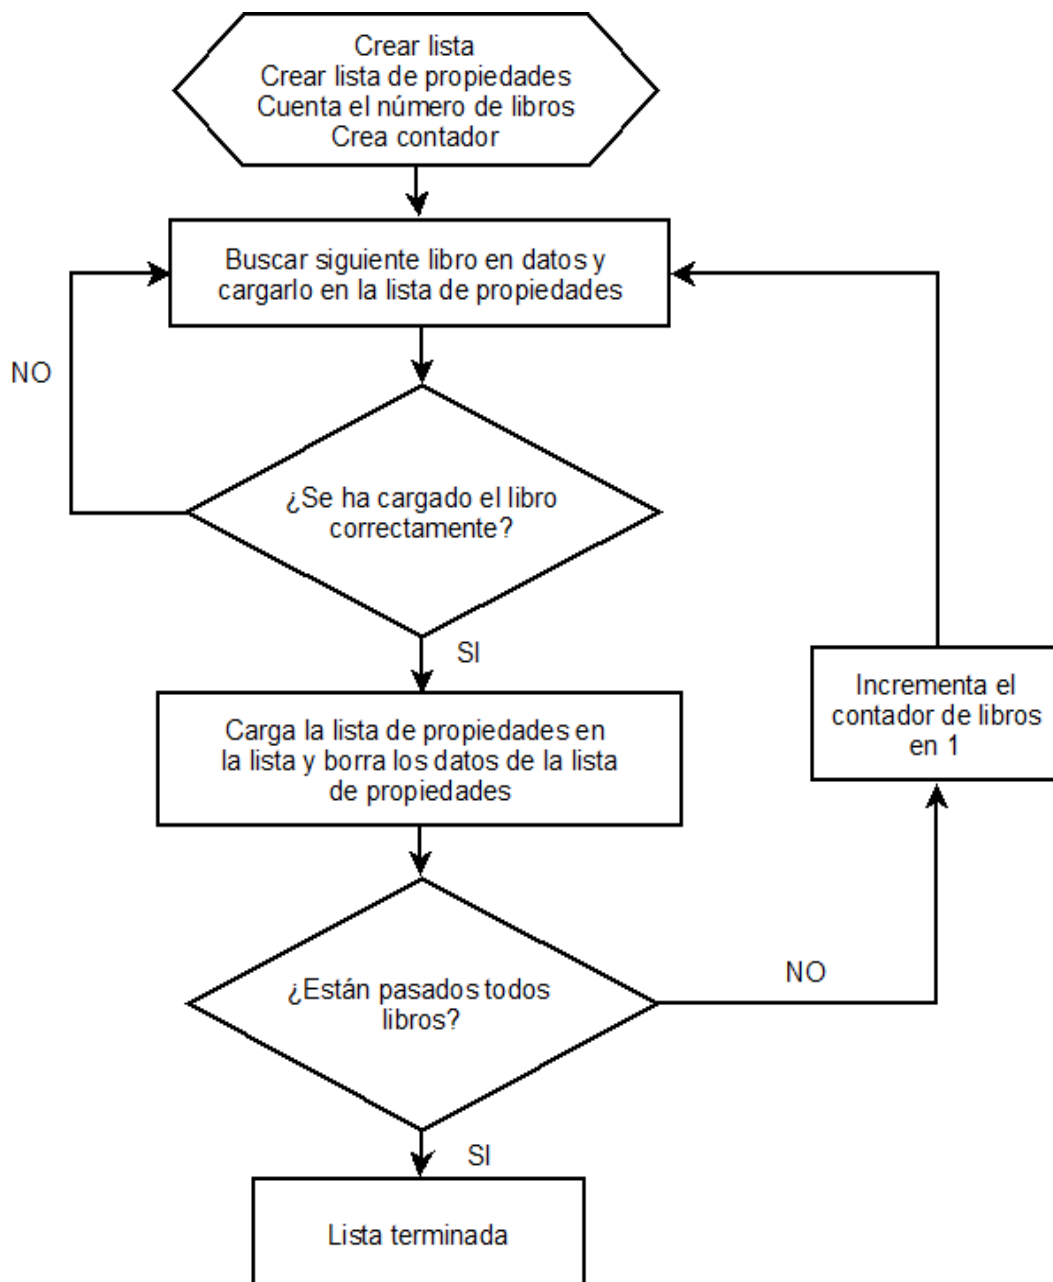 Crear lista
Crear lista de propiedades
Cuenta el número de libros
Crea contador
Buscar siguiente libro en datos y
cargarlo en la lista de propiedades
NO
¿Se ha cargado el libro
correctamente?
SI
Carga la lista de propiedades en
la lista y borra los datos de la lista
de propiedades
Incrementa el
contador de libros
en 1
¿Están pasados todos
libros?
NO
SI
Lista terminada